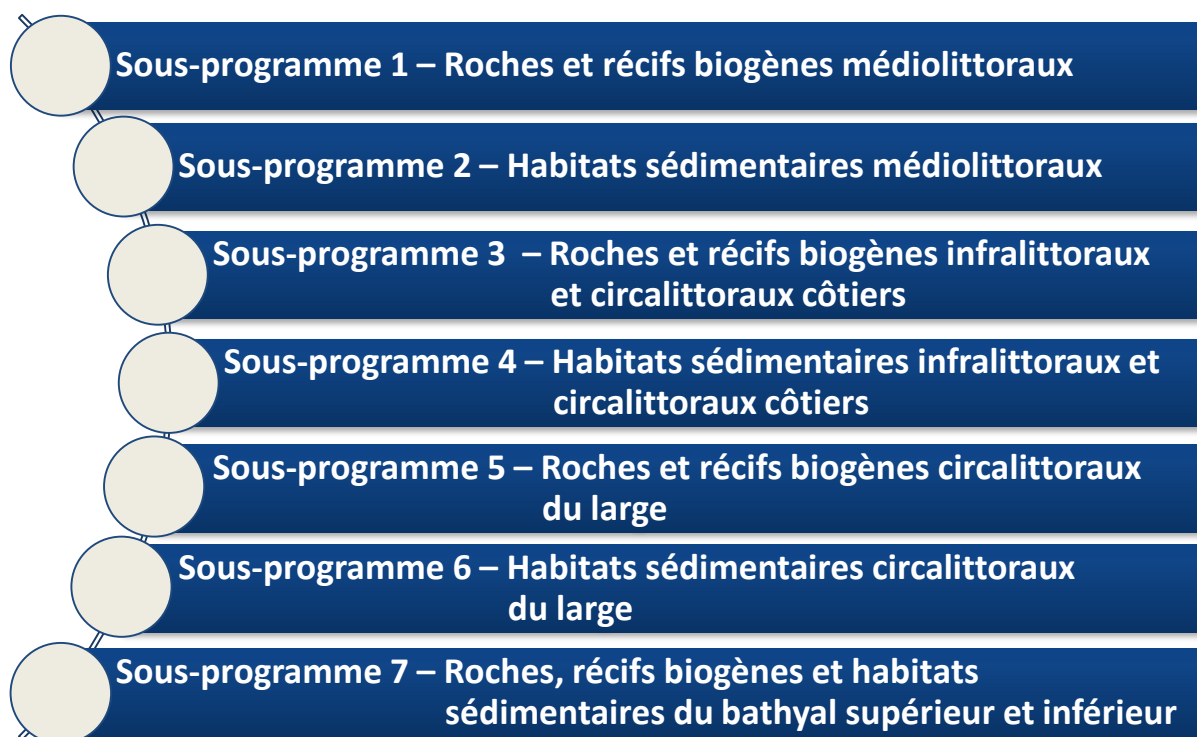 Sous-programme 1 – Roches et récifs biogènes médiolittoraux
Sous-programme 2 – Habitats sédimentaires médiolittoraux
Sous-programme 3 – Roches et récifs biogènes infralittoraux
et circalittoraux côtiers
Sous-programme 4 – Habitats sédimentaires infralittoraux et
circalittoraux côtiers
Sous-programme 5 – Roches et récifs biogènes circalittoraux
du large
Sous-programme 6 – Habitats sédimentaires circalittoraux
du large
Sous-programme 7 – Roches, récifs biogènes et habitats
sédimentaires du bathyal supérieur et inférieur